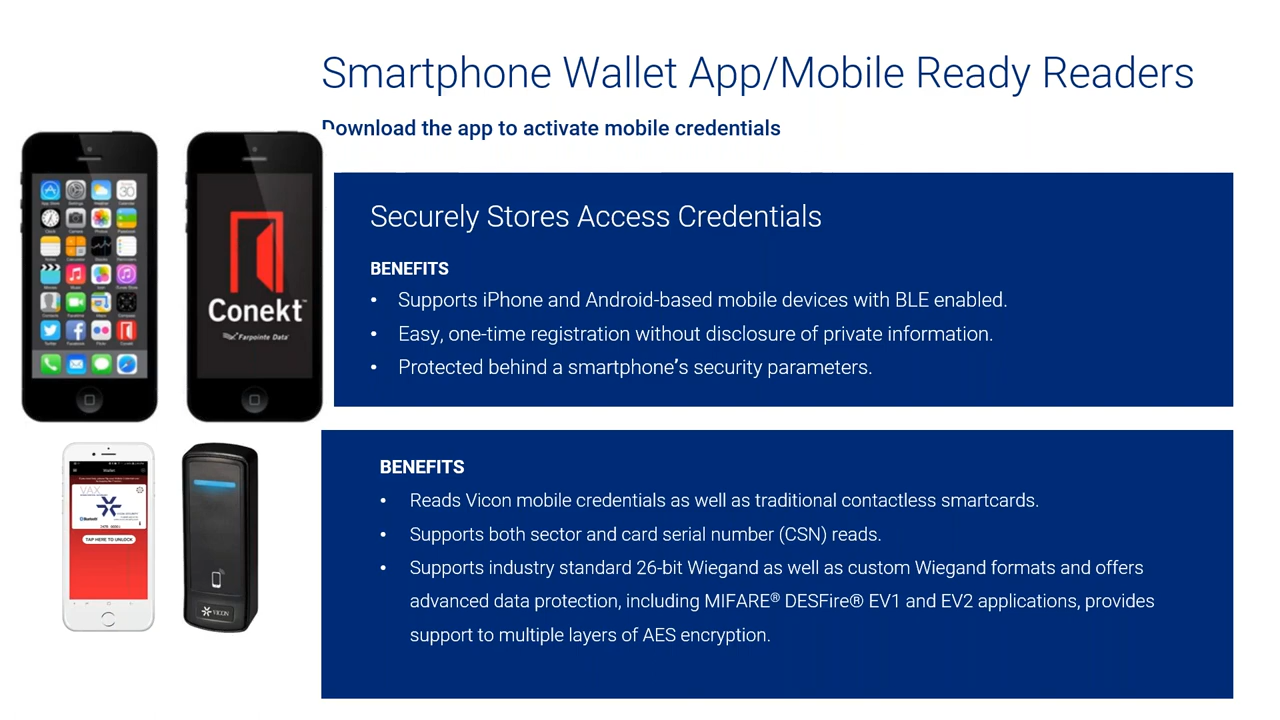 Smartphone Wallet App/Mobile Ready Readers
Download the app to activate mobile credentials
Securely Stores Access Credentials
BENEFITS
• Supports iPhone and Android-based mobile devices with BLE enabled.
• Easy, one-time registration without disclosure of private information.
• Protected behind a smartphone's security parameters.
Conekt™
Farpointe Data
BENEFITS
• Reads Vicon mobile credentials as well as traditional contactless smartcards.
• Supports both sector and card serial number (CSN) reads.
• Supports industry standard 26-bit Wiegand as well as custom Wiegand formats and offers
advanced data protection, including MIFARE® DESFire® EV1 and EV2 applications, provides
support to multiple layers of AES encryption.
Wallet
VAX
Bluetooth
TAP HERE TO UNLOCK
VICON